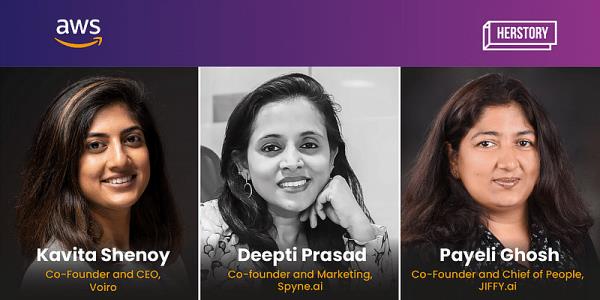 aws
HERSTORY
Kavita Shenoy
Co-Founder and CEO,
Voiro
Deepti Prasad
Co-founder and Marketing,
Spyne.ai
Payeli Ghosh
Co-Founder and Chief of People,
JIFFY.ai